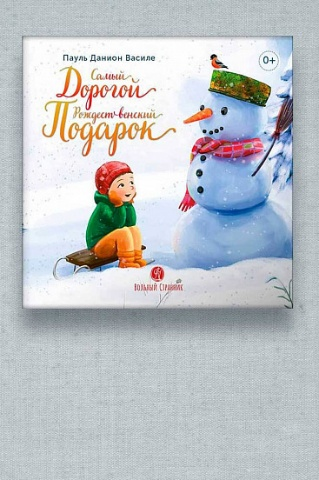 Пауль Данион Василе
0+
Самый
Дорогой
Рождественский
Подарок
Вольный Странник